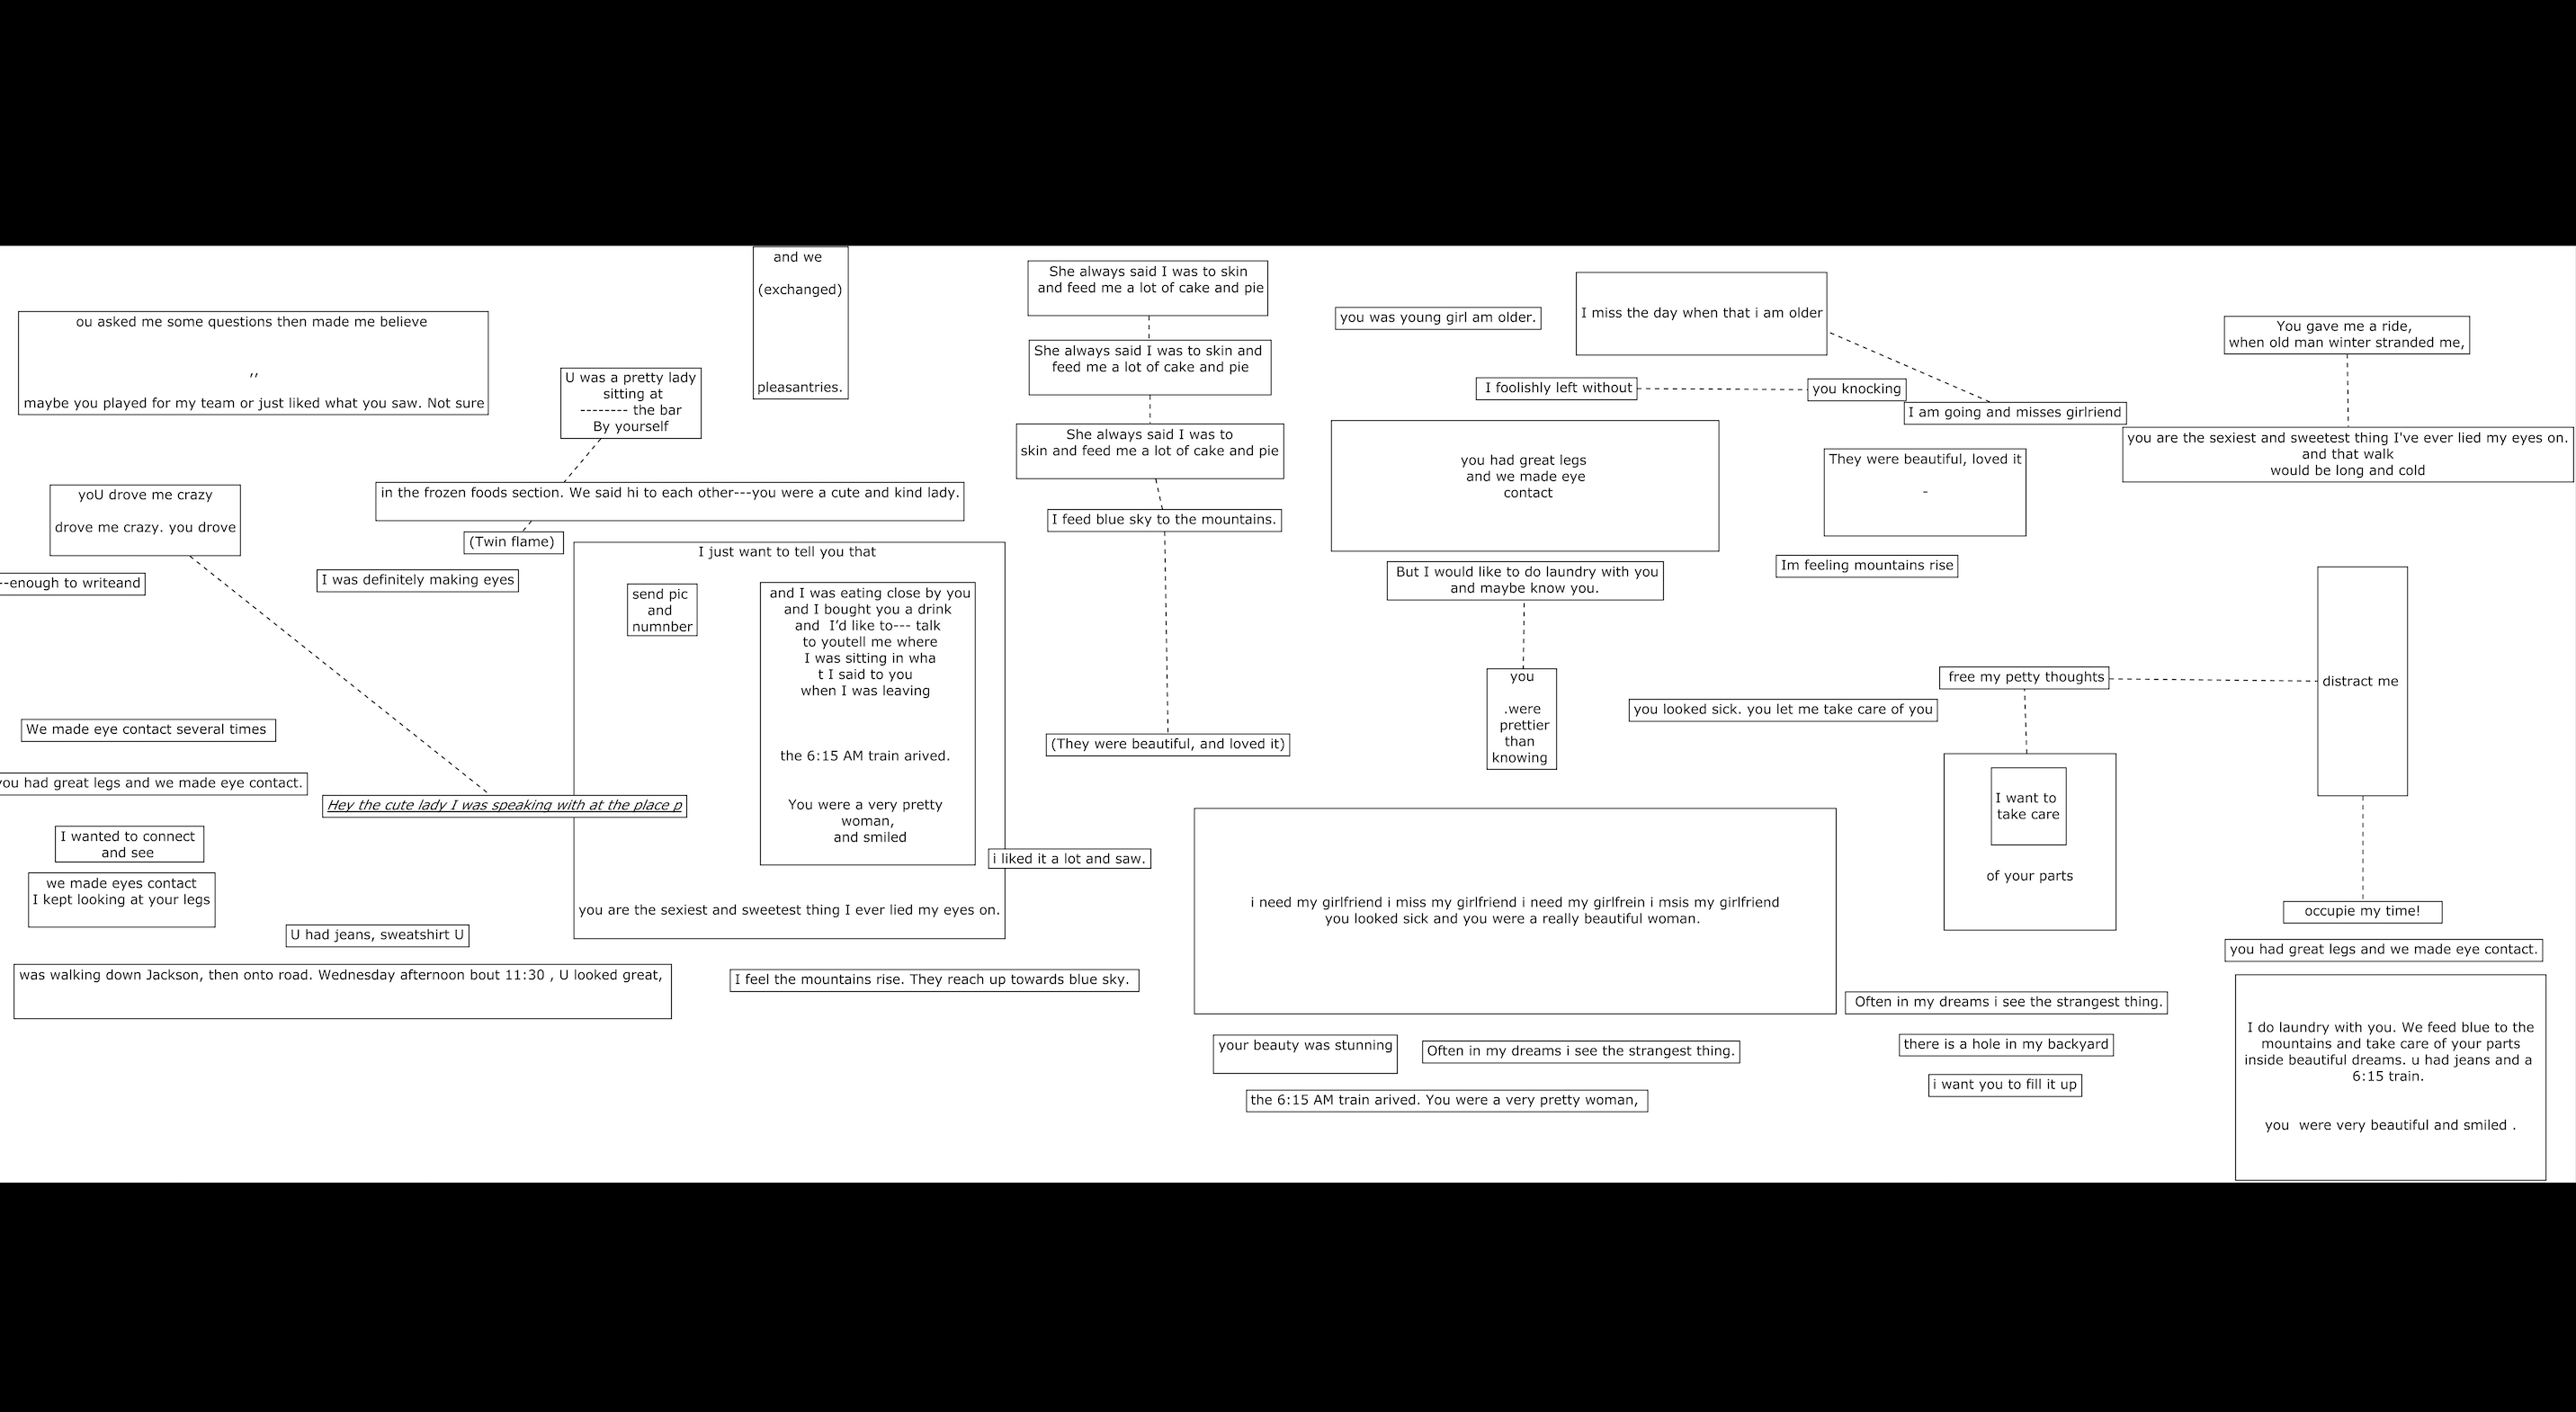 and we
(exchanged)
pleasantries.
She always said I was to skin
and feed me a lot of cake and pie
She always said I was to skin and
feed me a lot of cake and pie
She always said I was to
skin and feed me a lot of cake and pie
I feed blue sky to the mountains.
(They were beautiful, and loved it)
ou asked me some questions then made me believe
,,
maybe you played for my team or just liked what you saw. Not sure
U was a pretty lady
sitting at
-------- the bar
By yourself
in the frozen foods section. We said hi to each other---you were a cute and kind lady.
(Twin flame)
yoU drove me crazy
drove me crazy. you drove
--enough to writeand
I was definitely making eyes
I just want to tell you that
send pic
and
numnber
and I was eating close by you
and I bought you a drink
and I’d like to--- talk
to youtell me where
I was sitting in wha
t I said to you
when I was leaving
the 6:15 AM train arived.
You were a very pretty
woman,
and smiled
you are the sexiest and sweetest thing I ever lied my eyes on.
We made eye contact several times
you had great legs and we made eye contact.
Hey the cute lady I was speaking with at the place p
I wanted to connect
and see
we made eyes contact
I kept looking at your legs
i liked it a lot and saw.
U had jeans, sweatshirt U
was walking down Jackson, then onto road. Wednesday afternoon bout 11:30 , U looked great,
I feel the mountains rise. They reach up towards blue sky.
you was young girl am older.
I miss the day when that i am older
I foolishly left without
you knocking
I am going and misses girlfriend
You gave me a ride,
when old man winter stranded me,
you are the sexiest and sweetest thing I've ever lied my eyes on.
and that walk
would be long and cold
you had great legs
and we made eye
contact
They were beautiful, loved it
-
But I would like to do laundry with you
and maybe know you.
Im feeling mountains rise
you
.were
prettier
than
knowing
free my petty thoughts
distract me
you looked sick. you let me take care of you
I want to
take care
of your parts
i need my girlfriend i miss my girlfriend i need my girlfrein i msis my girlfriend
you looked sick and you were a really beautiful woman.
occupie my time!
you had great legs and we made eye contact.
your beauty was stunning
Often in my dreams i see the strangest thing.
the 6:15 AM train arived. You were a very pretty woman,
Often in my dreams i see the strangest thing.
there is a hole in my backyard
i want you to fill it up
I do laundry with you. We feed blue to the
mountains and take care of your parts
inside beautiful dreams. u had jeans and a
6:15 train.
you were very beautiful and smiled .